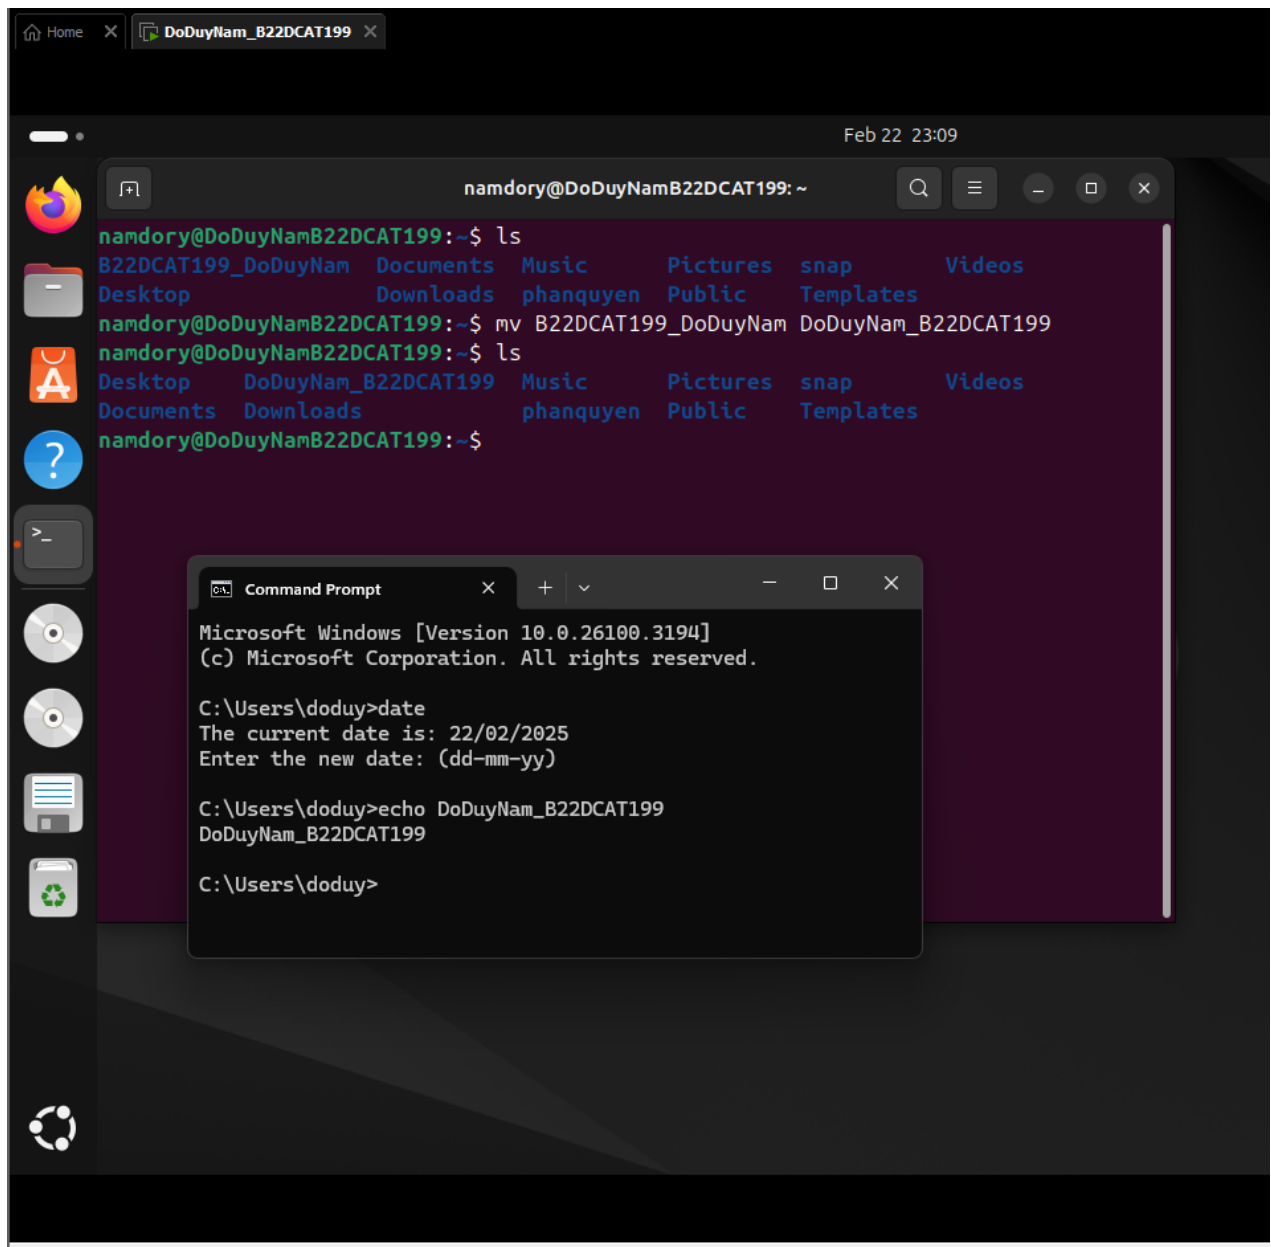 Home DoDuyNam_B22DCAT199
Feb 22 23:09
namdory@DoDuyNamB22DCAT199: ~
namdory@DoDuyNamB22DCAT199:~$ ls
B22DCAT199_DoDuyNam Documents Music Pictures snap Videos
Desktop Downloads phanquyen Public Templates
namdory@DoDuyNamB22DCAT199:~$ mv B22DCAT199_DoDuyNam DoDuyNam_B22DCAT199
namdory@DoDuyNamB22DCAT199:~$ ls
Desktop DoDuyNam_B22DCAT199 Music Pictures snap Videos
Documents Downloads phanquyen Public Templates
namdory@DoDuyNamB22DCAT199:~$
Command Prompt
Microsoft Windows [Version 10.0.26100.3194]
(c) Microsoft Corporation. All rights reserved.
C:\Users\doduy>date
The current date is: 22/02/2025
Enter the new date: (dd-mm-yy)
C:\Users\doduy>echo DoDuyNam_B22DCAT199
DoDuyNam_B22DCAT199
C:\Users\doduy>